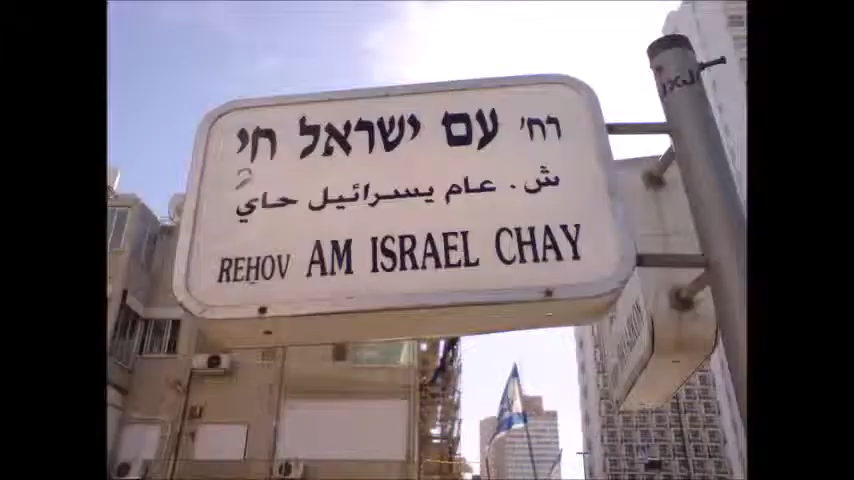 רח' עם ישראל חי
ش. عام يسرائيل حاي
REHOV AM ISRAEL CHAY